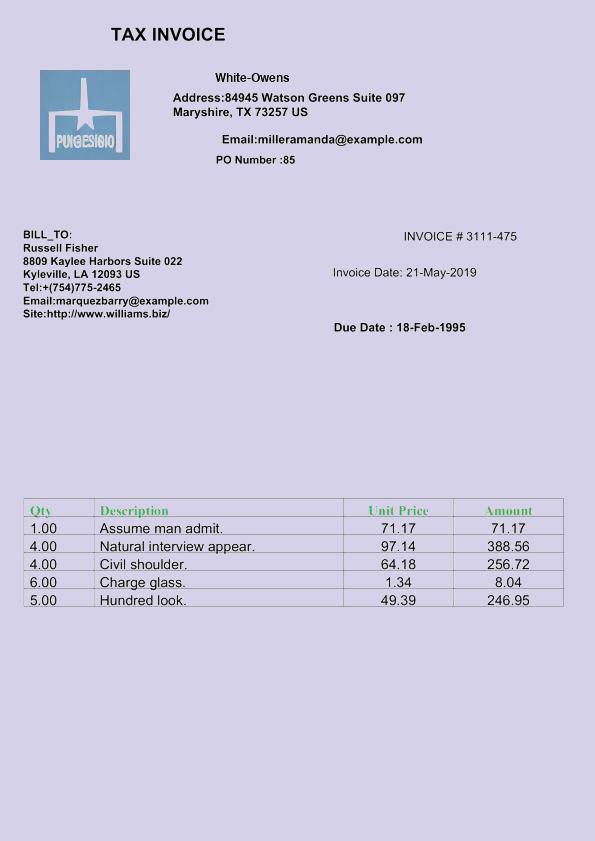 TAX INVOICE
White-Owens
Address:84945 Watson Greens Suite 097
Maryshire, TX 73257 US
Email:milleramanda@example.com
PO Number :85
BILL_TO:
Russell Fisher
8809 Kaylee Harbors Suite 022
Kyleville, LA 12093 US
Tel:+(754)775-2465
Email:marquezbarry@example.com
Site:http://www.williams.biz/
INVOICE # 3111-475
Invoice Date: 21-May-2019
Due Date : 18-Feb-1995
Qty Description Unit Price Amount
1.00 Assume man admit. 71.17 71.17
4.00 Natural interview appear. 97.14 388.56
4.00 Civil shoulder. 64.18 256.72
6.00 Charge glass. 1.34 8.04
5.00 Hundred look. 49.39 246.95